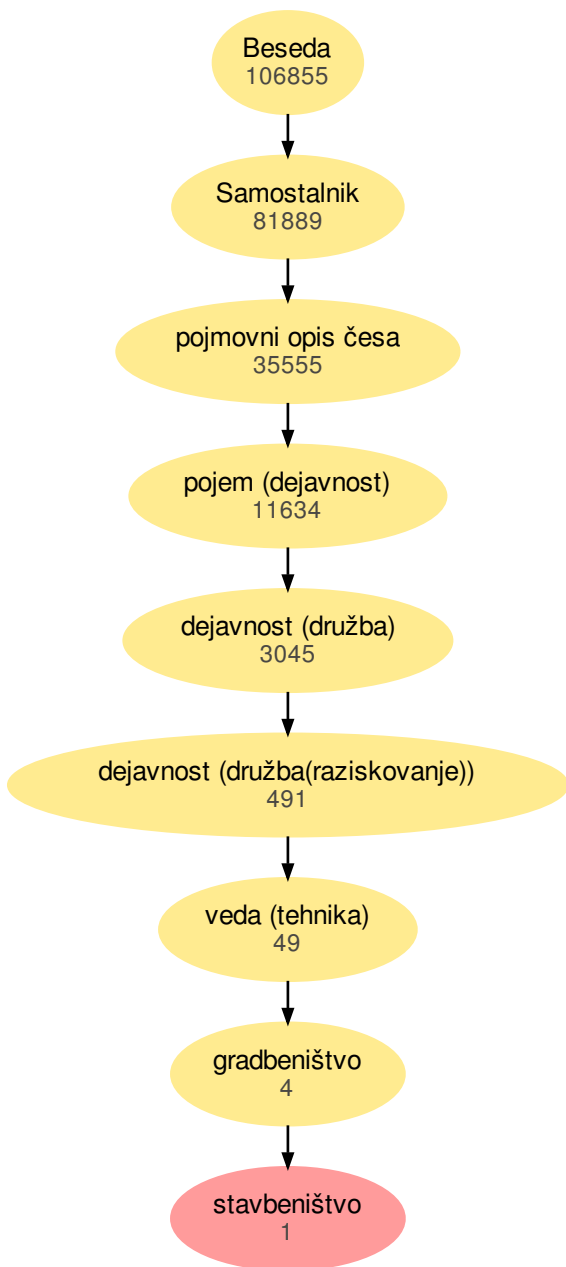 Beseda
106855
Samostalnik
81889
pojmovni opis česa
35555
pojem (dejavnost)
11634
dejavnost (družba)
3045
dejavnost (družba(raziskovanje))
491
veda (tehnika)
49
gradbeništvo
4
stavbeništvo
1